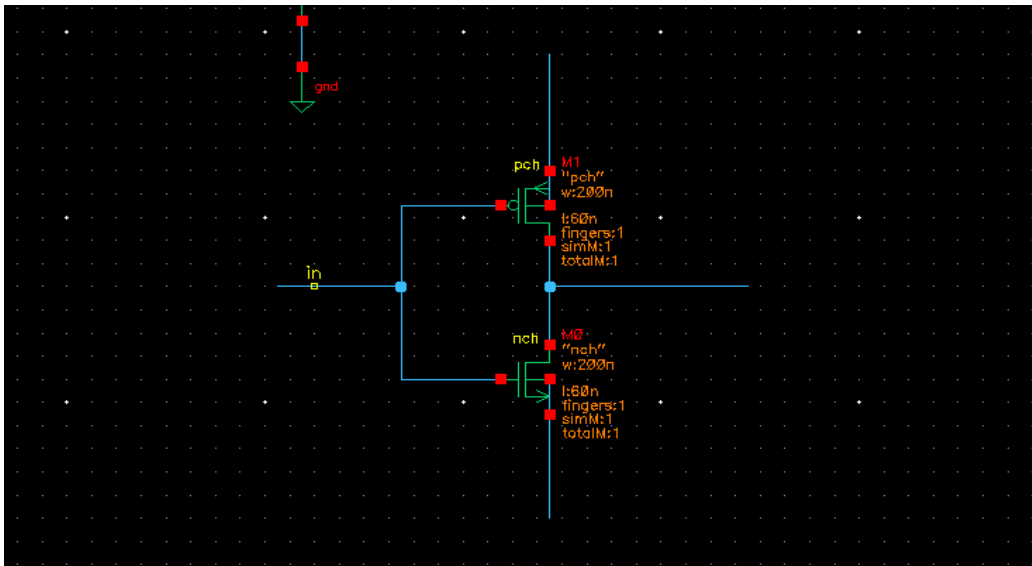 gnd
pch
M1
"pch"
w:200n
l:60n
fingers:1
simM:1
totalM:1
in
nch
M0
"nch"
w:200n
l:60n
fingers:1
simM:1
totalM:1